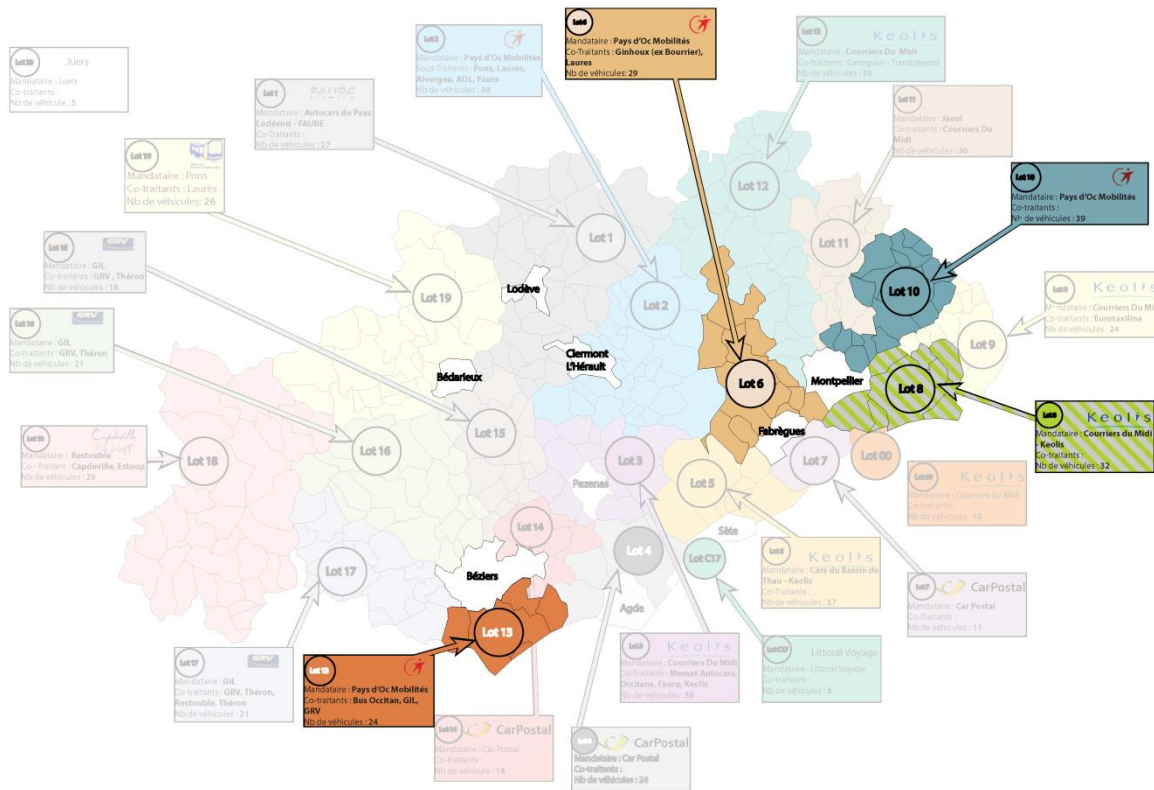 Juers
Mandataire : Juers
Co-traitants :
Nb de véhicule : 5
Lot 1
FAURE
Mandataire : Autocars du Pays
Lodévois - FAURE
Co-Traitants :
Nb de véhicules : 27
Lot 2
Mandataire : Pays d'Oc Mobilités
Sous-Traitants : Pons, Laurès,
Alvergne, ADL, Faure
Nb de véhicules : 38
Lot 6
Mandataire : Pays d'Oc Mobilités
Co-Traitants : Ginhoux (ex Bourrier),
Laures
Nb de véhicules: 29
Lot 12
Keolis
Mandataire : Courriers Du Midi
Co-traitants : Canaguier - Transcévenol
Nb de véhicules : 35
Lot 11
Mandataire : Jaoul
Co-traitants : Courriers Du
Midi
Nb de véhicules : 30
Lot 10
Mandataire : Pays d'Oc Mobilités
Co-traitants :
Nb de véhicules : 39
Lot 19
Mandataire : Pons
Co-traitants : Laurès
Nb de véhicules: 26
Lot 15
GRV
Mandataire : GIL
Co-traitants : GRV , Théron
Nb de véhicules : 18
Lot 16
GRV
Mandataire : GIL
Co-traitants : GRV, Théron
Nb de véhicules : 21
Lot 9
Keolis
Mandataire : Courriers Du Mi
Co-traitants : Eurotaxiline
Nb de véhicules : 24
Lot 18
Capdeville
Mandataire : Restouble
Co - Traitant : Capdeville, Estoup
Nb de véhicules : 29
Lot 8
Keolis
Mandataire : Courriers du Midi
- Keolis
Co-traitants :
Nb de véhicules : 32
Lot 12
Lot 1
Lot 11
Lot 19
Lodève
Lot 2
Lot 10
Clermont
L'Hérault
Bédarieux
Lot 6
Montpellier
Lot 8
Lot 9
Lot 15
Lot 16
Lot 18
Fabrègues
Lot 3
Lot 7
Lot 00
Pezenas
Lot 5
Lot 14
Sète
Lot 4
Lot C17
Lot 17
Béziers
Agde
Lot 13
Keolis
Mandataire : Courriers du Midi
Co-traitants :
Nb de véhicules : 10
Lot 5
Keolis
Mandataire : Cars du Bassin de
Thau - Keolis
Co-Traitants :
Nb de véhicules : 37
Lot 7
CarPostal
Mandataire : Car Postal
Co-Traitants :
Nb de véhicules : 11
Lot 17
GRV
Mandataire : GIL
Co-traitants : GRV, Théron,
Restouble, Théron
Nb de véhicules : 21
Lot 13
Mandataire : Pays d'Oc Mobilités
Co-traitants : Bus Occitan, GIL,
GRV
Nb de véhicules : 24
Lot 3
Keolis
Mandataire : Courriers Du Midi
Co-traitants : Mamet Autocars,
Occitans, Faure, Keolis
Nb de véhicules : 56
Lot C17
Littoral Voyage
Mandataire : Littoral Voyage
Co-traitants :
Nb de véhicules : 3
Lot 14
CarPostal
Mandataire : Car Postal
Co-traitants :
Nb de véhicule : 14
Lot 4
CarPostal
Mandataire : Car Postal
Co-traitants :
Nb de véhicules : 24